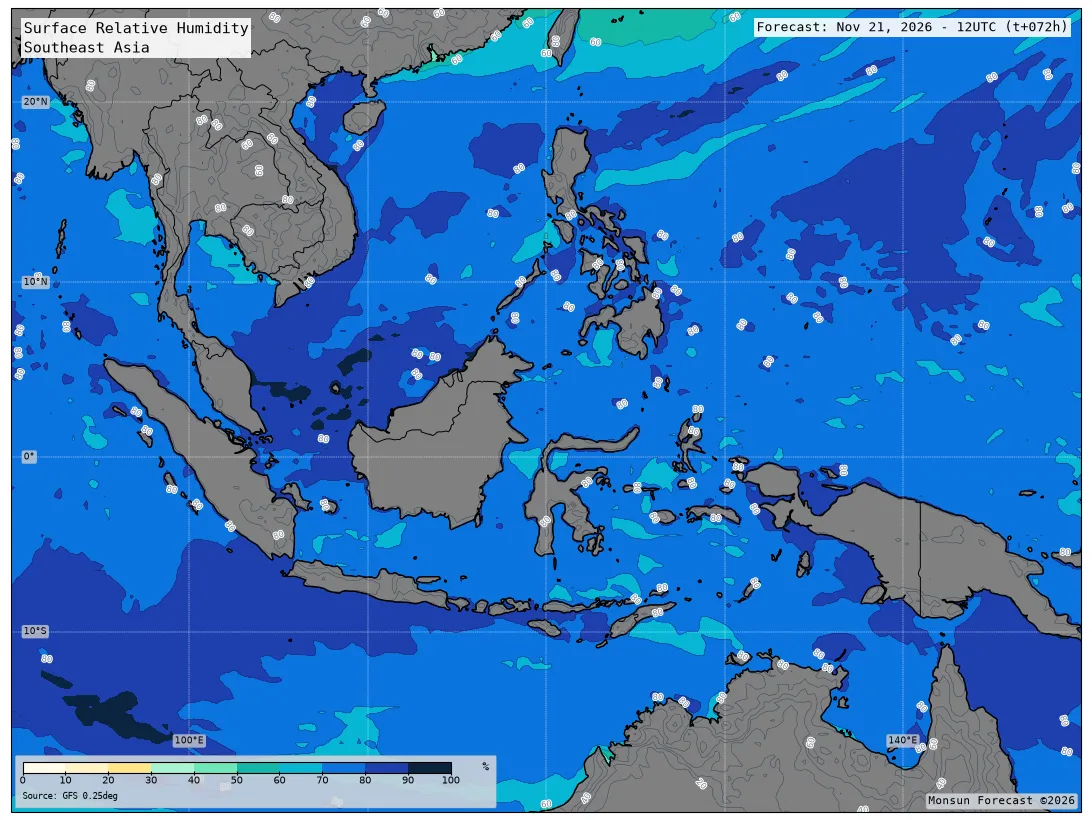 Surface Relative Humidity
Southeast Asia
Forecast: Nov 21, 2026 - 12UTC (t+072h)
20°N
10°N
0°
10°S
100°E
140°E
%
0 10 20 30 40 50 60 70 80 90 100
Source: GFS 0.25deg
Monsun Forecast ©2026